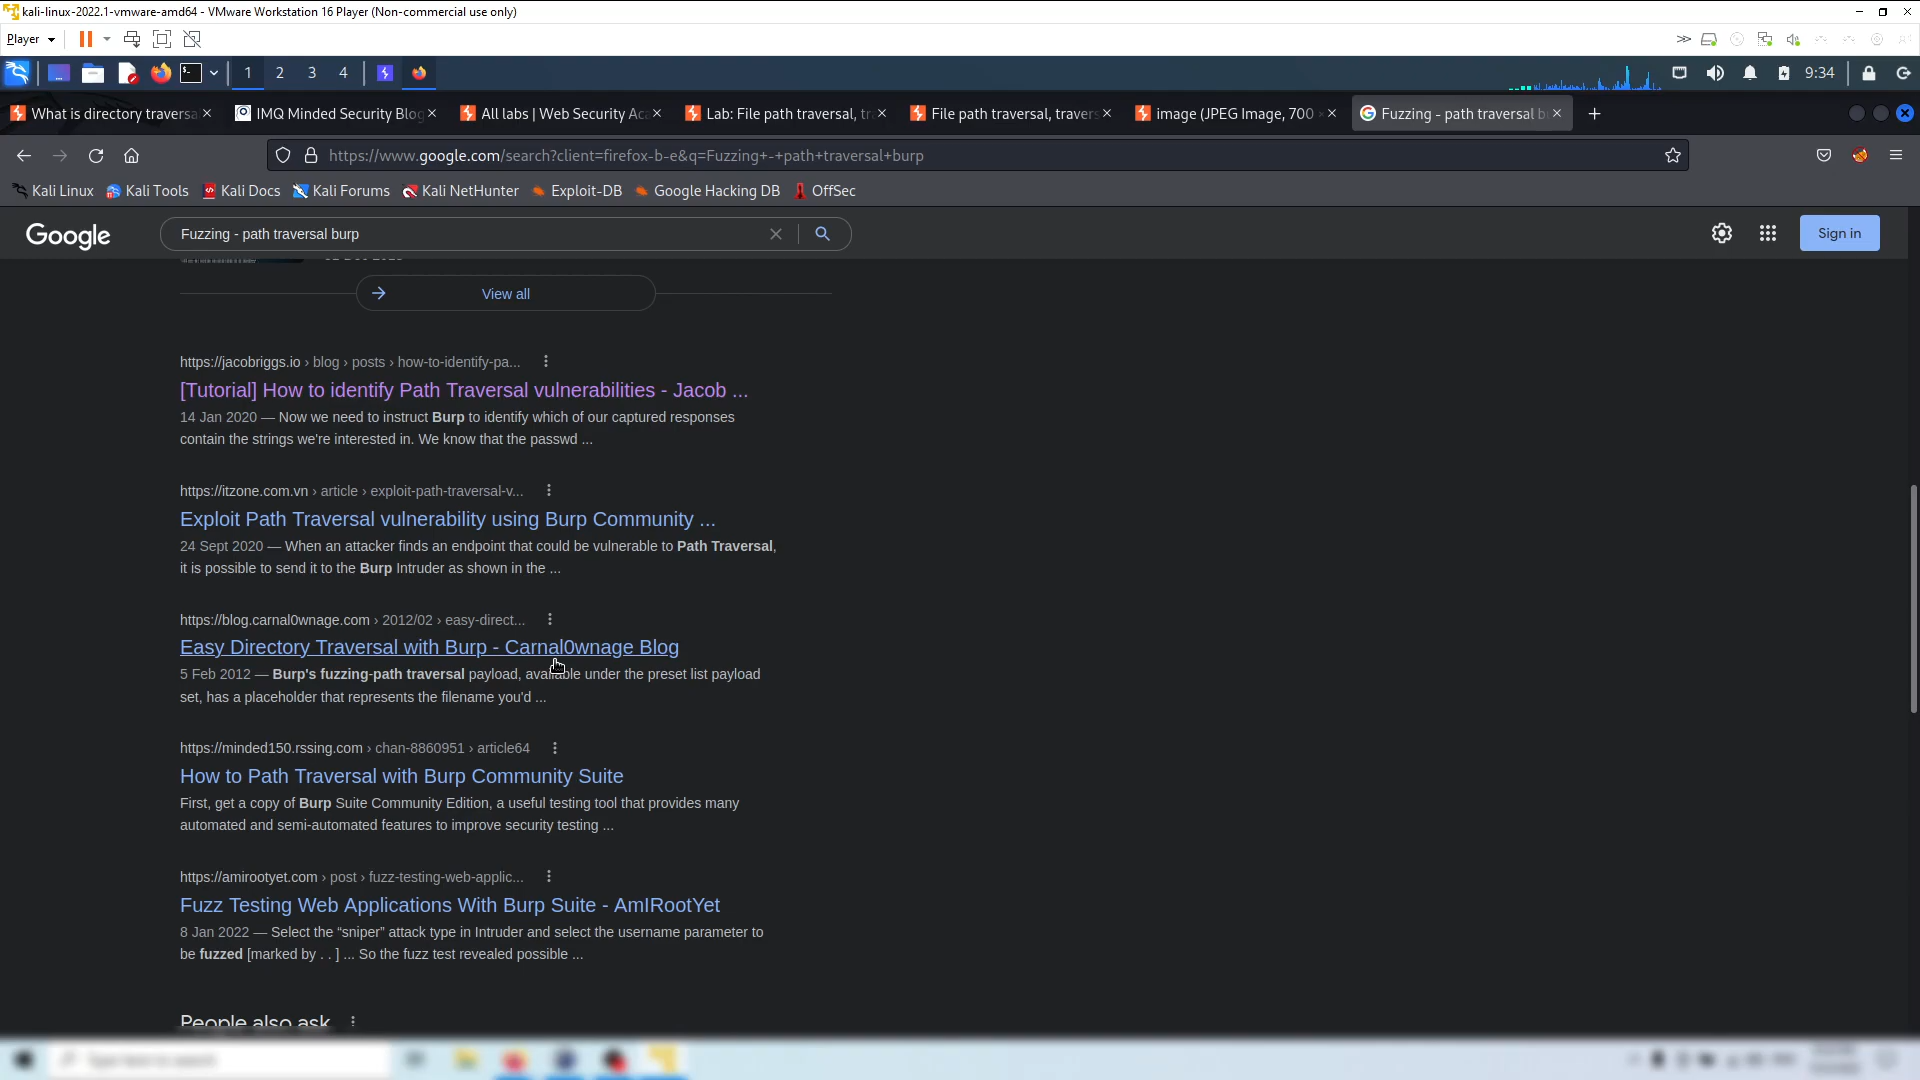 kali-linux-2022.1-vmware-amd64 - VMware Workstation 16 Player (Non-commercial use only)
Player
1 2 3 4 9:34
What is directory traversa
IMQ Minded Security Blog
All labs | Web Security Aca
Lab: File path traversal, tr
File path traversal, travers
image (JPEG Image, 700 ×
Fuzzing - path traversal b
https://www.google.com/search?client=firefox-b-e&q=Fuzzing+-+path+traversal+burp
Kali Linux Kali Tools Kali Docs Kali Forums Kali NetHunter Exploit-DB Google Hacking DB OffSec
Google Fuzzing - path traversal burp Sign in
View all
https://jacobriggs.io › blog › posts › how-to-identify-pa...
[Tutorial] How to identify Path Traversal vulnerabilities - Jacob ...
14 Jan 2020 — Now we need to instruct Burp to identify which of our captured responses
contain the strings we're interested in. We know that the passwd ...
https://itzone.com.vn › article › exploit-path-traversal-v...
Exploit Path Traversal vulnerability using Burp Community ...
24 Sept 2020 — When an attacker finds an endpoint that could be vulnerable to Path Traversal,
it is possible to send it to the Burp Intruder as shown in the ...
https://blog.carnal0wnage.com › 2012/02 › easy-direct...
Easy Directory Traversal with Burp - Carnal0wnage Blog
5 Feb 2012 — Burp's fuzzing-path traversal payload, available under the preset list payload
set, has a placeholder that represents the filename you'd ...
https://minded150.rssing.com › chan-8860951 › article64
How to Path Traversal with Burp Community Suite
First, get a copy of Burp Suite Community Edition, a useful testing tool that provides many
automated and semi-automated features to improve security testing ...
https://amirootyet.com › post › fuzz-testing-web-applic...
Fuzz Testing Web Applications With Burp Suite - AmIRootYet
8 Jan 2022 — Select the “sniper” attack type in Intruder and select the username parameter to
be fuzzed [marked by . . ] ... So the fuzz test revealed possible ...
People also ask
Type here to search